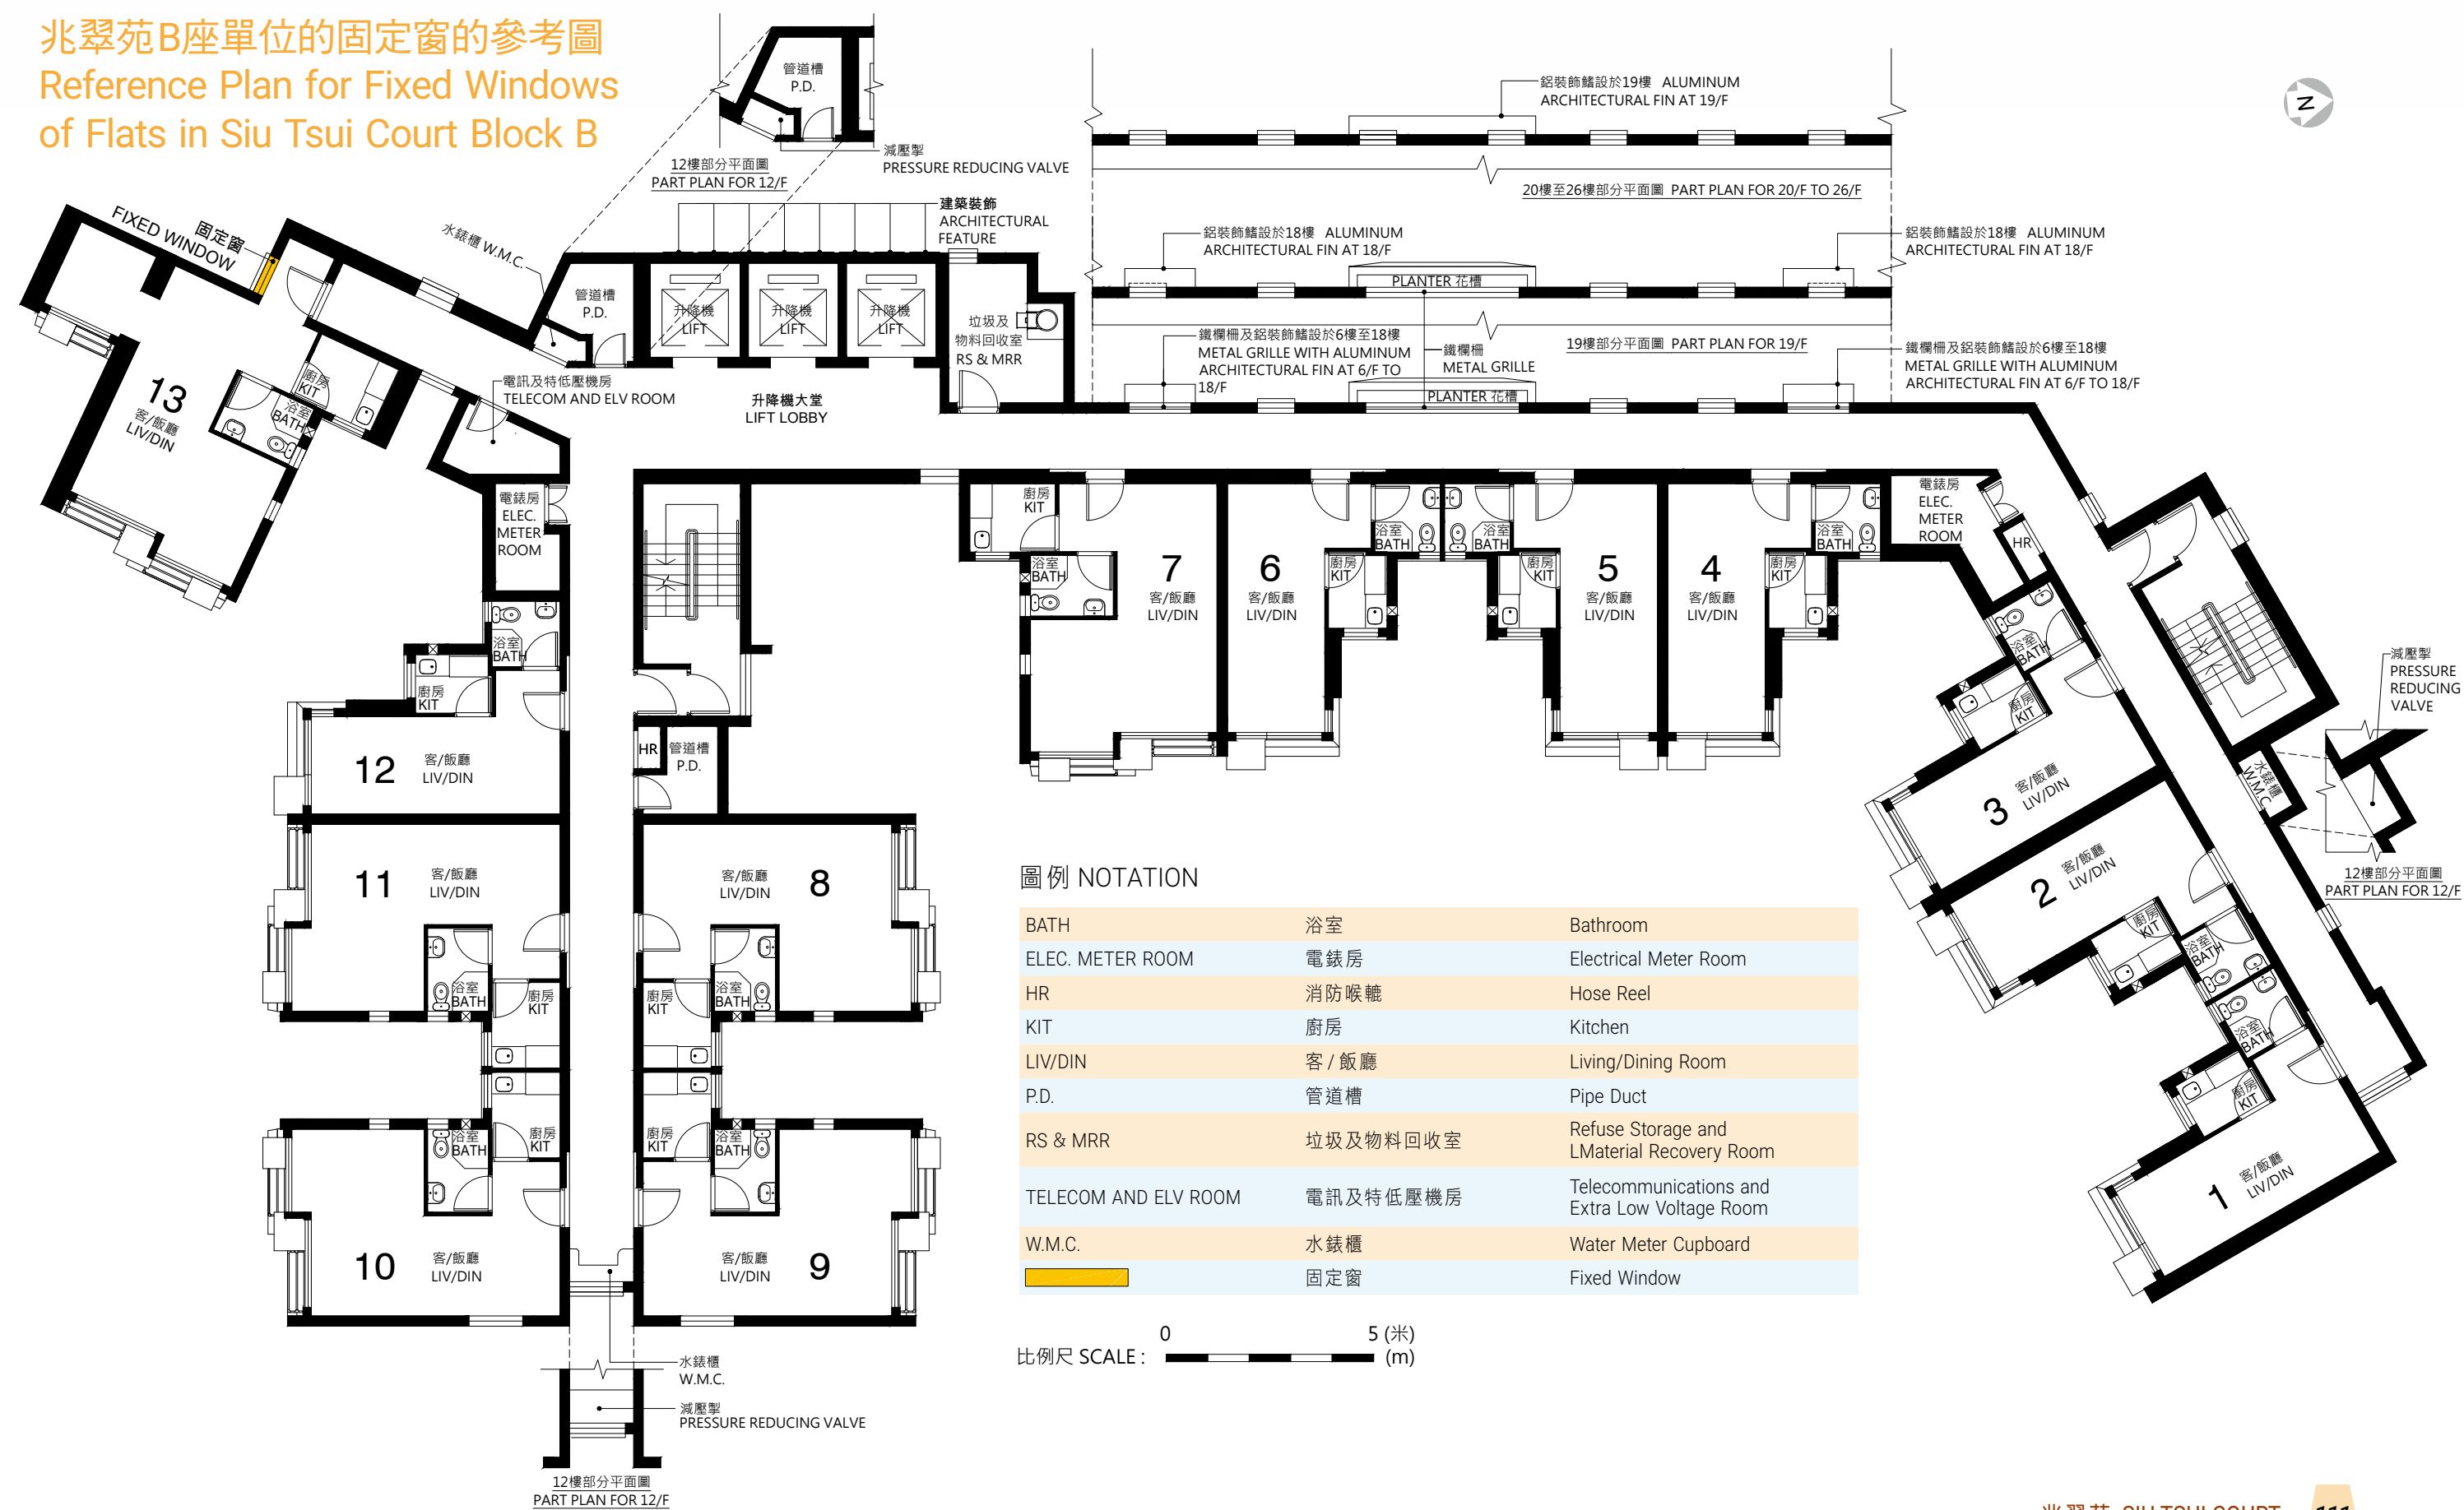 兆翠苑B座單位的固定窗的參考圖
Reference Plan for Fixed Windows
of Flats in Siu Tsui Court Block B
管道槽
P.D.
減壓掣
PRESSURE REDUCING VALVE
12樓部分平面圖
PART PLAN FOR 12/F
鋁裝飾鰭設於19樓 ALUMINUM
ARCHITECTURAL FIN AT 19/F
N
20樓至26樓部分平面圖 PART PLAN FOR 20/F TO 26/F
建築裝飾
ARCHITECTURAL
FEATURE
鋁裝飾鰭設於18樓 ALUMINUM
ARCHITECTURAL FIN AT 18/F
鋁裝飾鰭設於18樓 ALUMINUM
ARCHITECTURAL FIN AT 18/F
PLANTER 花槽
固定窗
FIXED WINDOW
水錶櫃 W.M.C.
管道槽
P.D.
升降機
LIFT
升降機
LIFT
升降機
LIFT
垃圾及
物料回收室
RS & MRR
鐵欄柵及鋁裝飾鰭設於6樓至18樓
METAL GRILLE WITH ALUMINUM
ARCHITECTURAL FIN AT 6/F TO
18/F
鐵欄柵
METAL GRILLE
19樓部分平面圖 PART PLAN FOR 19/F
鐵欄柵及鋁裝飾鰭設於6樓至18樓
METAL GRILLE WITH ALUMINUM
ARCHITECTURAL FIN AT 6/F TO 18/F
PLANTER 花槽
電訊及特低壓機房
TELECOM AND ELV ROOM
升降機大堂
LIFT LOBBY
13
客/飯廳
LIV/DIN
廚房
KIT
浴室
BATH
電錶房
ELEC.
METER
ROOM
廚房
KIT
浴室
BATH
7
客/飯廳
LIV/DIN
6
客/飯廳
LIV/DIN
浴室
BATH
廚房
KIT
浴室
BATH
廚房
KIT
5
客/飯廳
LIV/DIN
4
客/飯廳
LIV/DIN
浴室
BATH
廚房
KIT
電錶房
ELEC.
METER
ROOM
HR
浴室
BATH
廚房
KIT
3
客/飯廳
LIV/DIN
減壓掣
PRESSURE
REDUCING
VALVE
水錶櫃
W.M.C.
12樓部分平面圖
PART PLAN FOR 12/F
2
客/飯廳
LIV/DIN
廚房
KIT
浴室
BATH
浴室
BATH
廚房
KIT
1
客/飯廳
LIV/DIN
浴室
BATH
廚房
KIT
12
客/飯廳
LIV/DIN
HR
管道槽
P.D.
11
客/飯廳
LIV/DIN
浴室
BATH
廚房
KIT
8
客/飯廳
LIV/DIN
廚房
KIT
浴室
BATH
10
客/飯廳
LIV/DIN
浴室
BATH
廚房
KIT
9
客/飯廳
LIV/DIN
廚房
KIT
浴室
BATH
水錶櫃
W.M.C.
減壓掣
PRESSURE REDUCING VALVE
12樓部分平面圖
PART PLAN FOR 12/F
圖例 NOTATION
BATH 浴室 Bathroom
ELEC. METER ROOM 電錶房 Electrical Meter Room
HR 消防喉轆 Hose Reel
KIT 廚房 Kitchen
LIV/DIN 客/飯廳 Living/Dining Room
P.D. 管道槽 Pipe Duct
RS & MRR 垃圾及物料回收室 Refuse Storage and
LMaterial Recovery Room
TELECOM AND ELV ROOM 電訊及特低壓機房 Telecommunications and
Extra Low Voltage Room
W.M.C. 水錶櫃 Water Meter Cupboard
固定窗 Fixed Window
比例尺 SCALE : 0 5 (米)
(m)